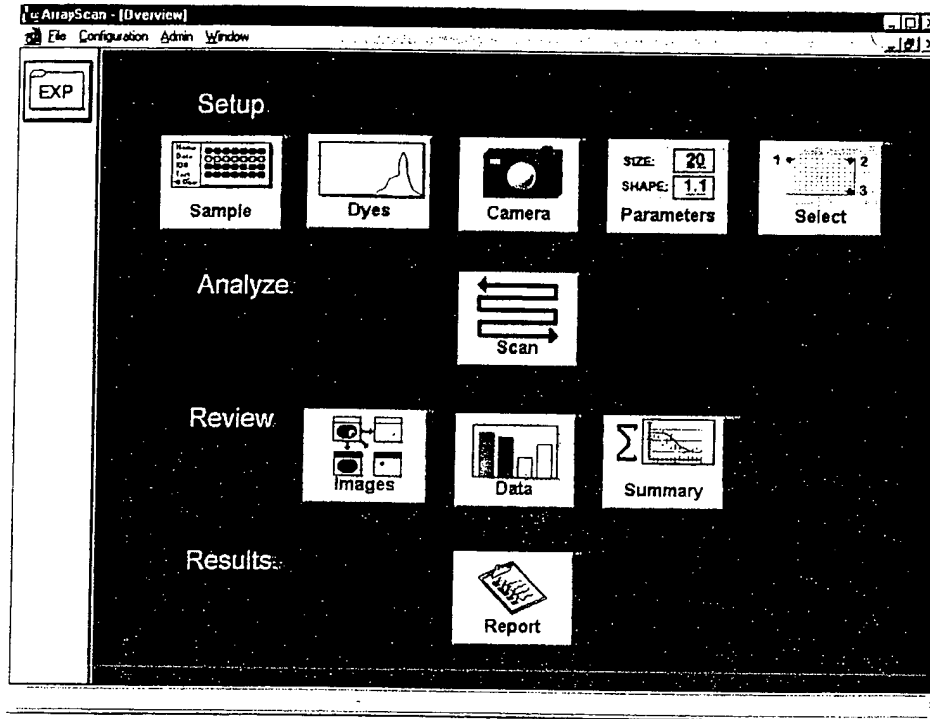 ArrayScan - [Overview]
File Configuration Admin Window
EXP
Setup
Sample
Dyes
Camera
SIZE: 20
SHAPE: 1.1
Parameters
1 2
3
Select
Analyze
Scan
Review
Images
Data
Σ
Summary
Results
Report